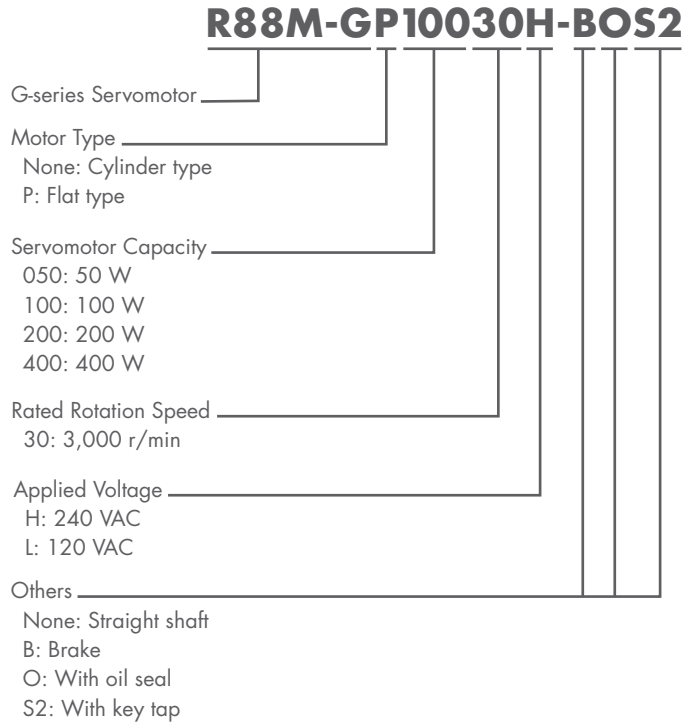 R88M-GP10030H-BOS2
G-series Servomotor
Motor Type
None: Cylinder type
P: Flat type
Servomotor Capacity
050: 50 W
100: 100 W
200: 200 W
400: 400 W
Rated Rotation Speed
30: 3,000 r/min
Applied Voltage
H: 240 VAC
L: 120 VAC
Others
None: Straight shaft
B: Brake
O: With oil seal
S2: With key tap